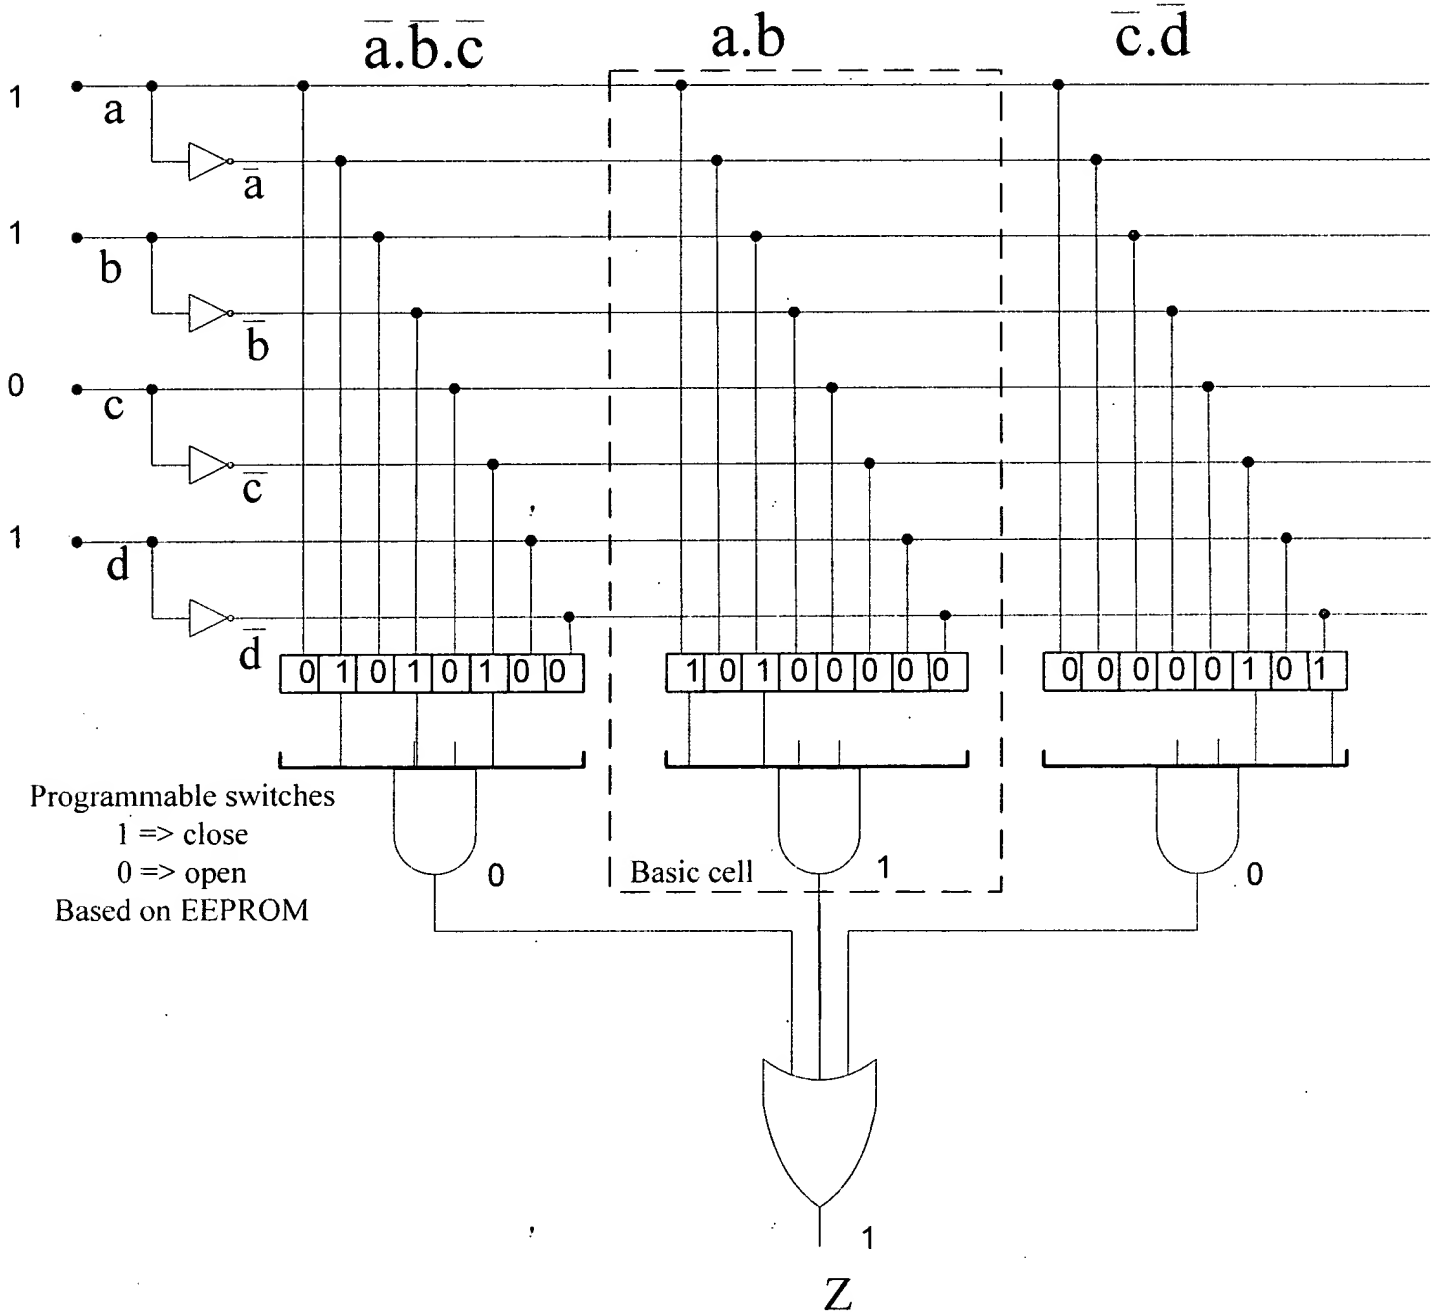 a̅.b̅.c̅
a.b
c̅.d̅
1
a
a̅
1
b
b̅
0
c
c̅
1
d
d̅
0 1 0 1 0 1 0 0
1 0 1 0 0 0 0 0
0 0 0 0 0 1 0 1
Programmable switches
1 => close
0 => open
Based on EEPROM
0
Basic cell
1
0
1
Z